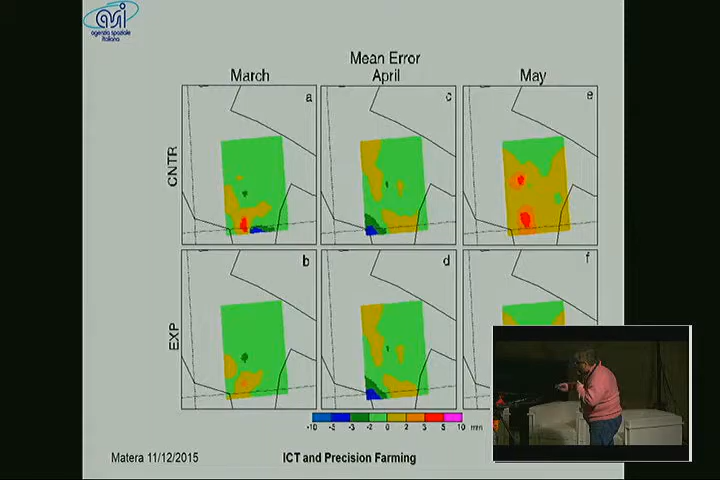 asi
agenzia spaziale
italiana
Mean Error
March April May
a c e
CNTR
b d f
EXP
-10 -5 -3 -2 0 2 3 5 10 mm
Matera 11/12/2015
ICT and Precision Farming